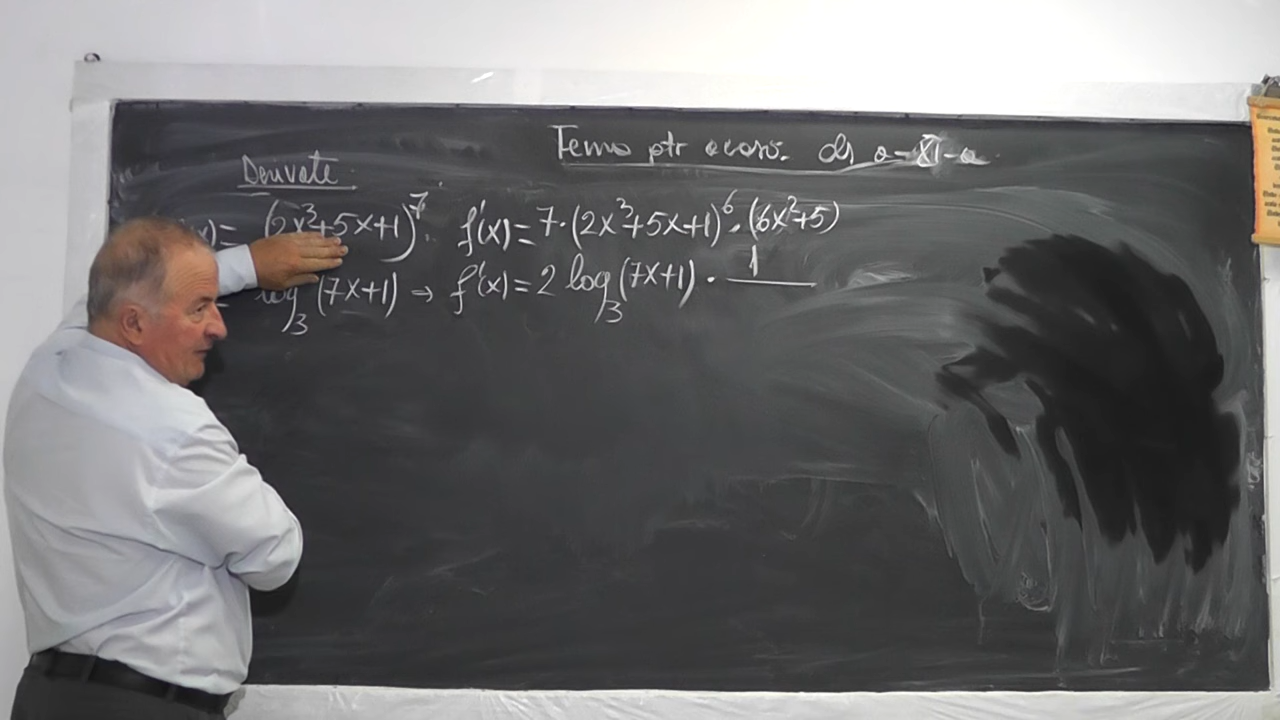 Temă ptr acasă. cls a-XI-a
Derivate.
(x)= (2x³+5x+1)⁷. f'(x)=7·(2x³+5x+1)⁶·(6x²+5)
= log₃(7x+1) → f'(x)=2 log₃(7x+1) · 1/